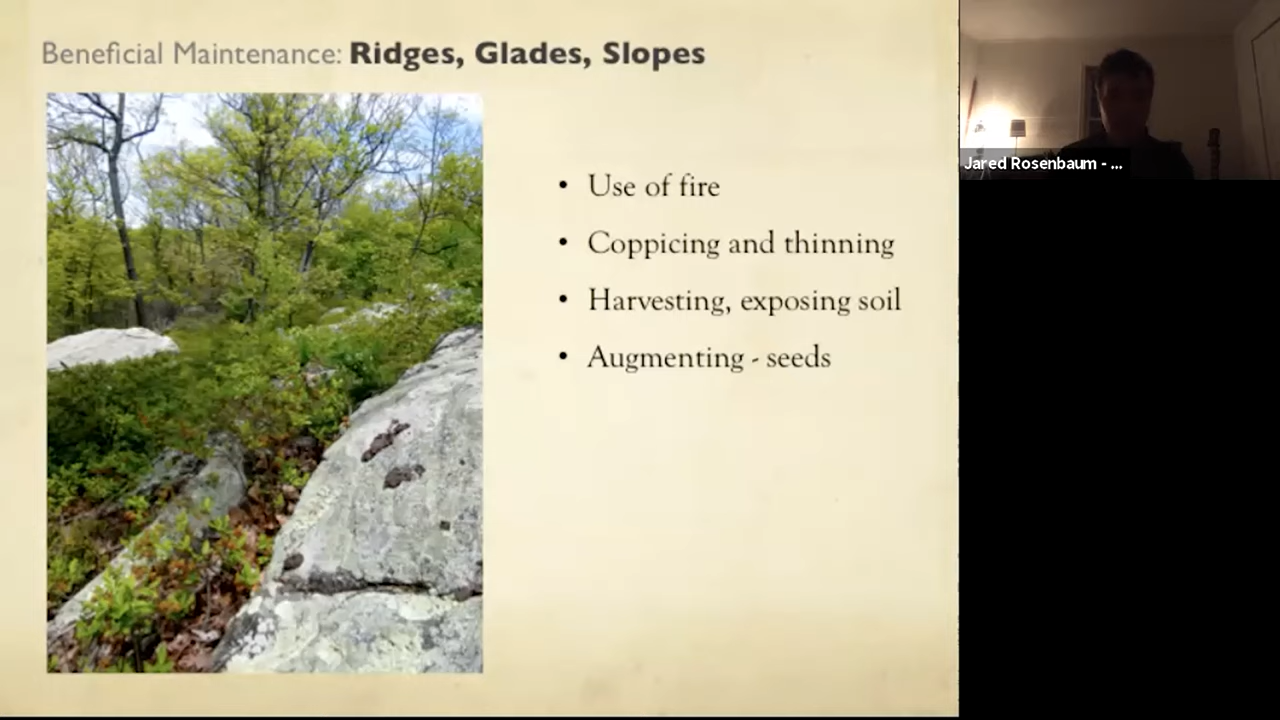 Beneficial Maintenance: Ridges, Glades, Slopes
• Use of fire
• Coppicing and thinning
• Harvesting, exposing soil
• Augmenting - seeds
Jared Rosenbaum - ...